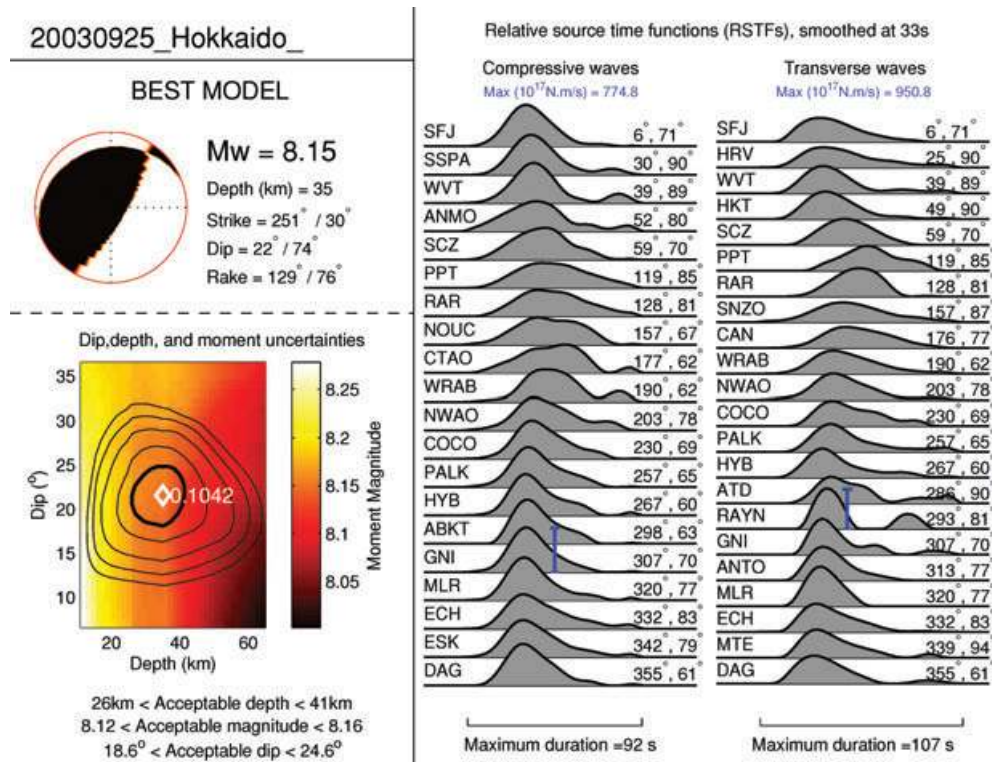 20030925_Hokkaido_
BEST MODEL
Mw = 8.15
Depth (km) = 35
Strike = 251° / 30°
Dip = 22° / 74°
Rake = 129° / 76°
Dip,depth, and moment uncertainties
Dip (°)
35
30
25
20
15
10
0.1042
20
40
60
Depth (km)
8.25
8.2
8.15
8.1
8.05
Moment Magnitude
26km < Acceptable depth < 41km
8.12 < Acceptable magnitude < 8.16
18.6° < Acceptable dip < 24.6°
Relative source time functions (RSTFs), smoothed at 33s
Compressive waves
Max (10^17 N.m/s) = 774.8
SFJ 6°, 71°
SSPA 30°, 90°
WVT 39°, 89°
ANMO 52°, 80°
SCZ 59°, 70°
PPT 119°, 85°
RAR 128°, 81°
NOUC 157°, 67°
CTAO 177°, 62°
WRAB 190°, 62°
NWAO 203°, 78°
COCO 230°, 69°
PALK 257°, 65°
HYB 267°, 60°
ABKT 298°, 63°
GNI 307°, 70°
MLR 320°, 77°
ECH 332°, 83°
ESK 342°, 79°
DAG 355°, 61°
Maximum duration =92 s
Transverse waves
Max (10^17 N.m/s) = 950.8
SFJ 6°, 71°
HRV 25°, 90°
WVT 39°, 89°
HKT 49°, 90°
SCZ 59°, 70°
PPT 119°, 85°
RAR 128°, 81°
SNZO 157°, 87°
CAN 176°, 77°
WRAB 190°, 62°
NWAO 203°, 78°
COCO 230°, 69°
PALK 257°, 65°
HYB 267°, 60°
ATD 286°, 90°
RAYN 293°, 81°
GNI 307°, 70°
ANTO 313°, 77°
MLR 320°, 77°
ECH 332°, 83°
MTE 339°, 94°
DAG 355°, 61°
Maximum duration =107 s